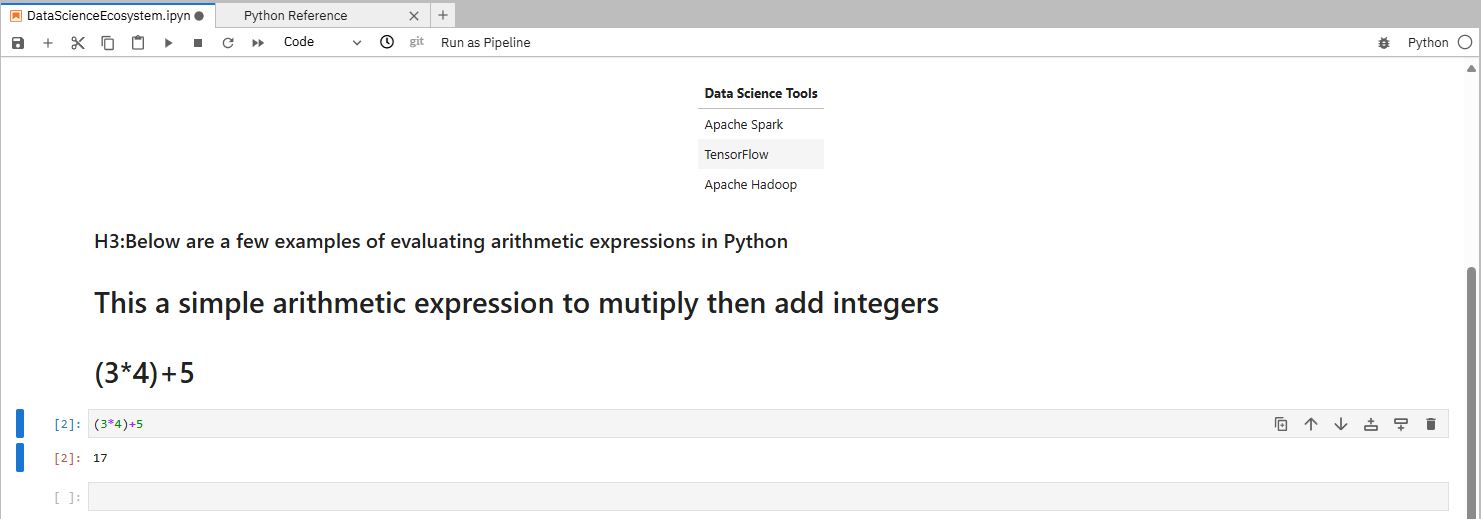 DataScienceEcosystem.ipyn
Python Reference
Code
git
Run as Pipeline
Python
Data Science Tools
Apache Spark
TensorFlow
Apache Hadoop
H3:Below are a few examples of evaluating arithmetic expressions in Python
This a simple arithmetic expression to mutiply then add integers
(3*4)+5
[2]: (3*4)+5
[2]: 17
[ ]: